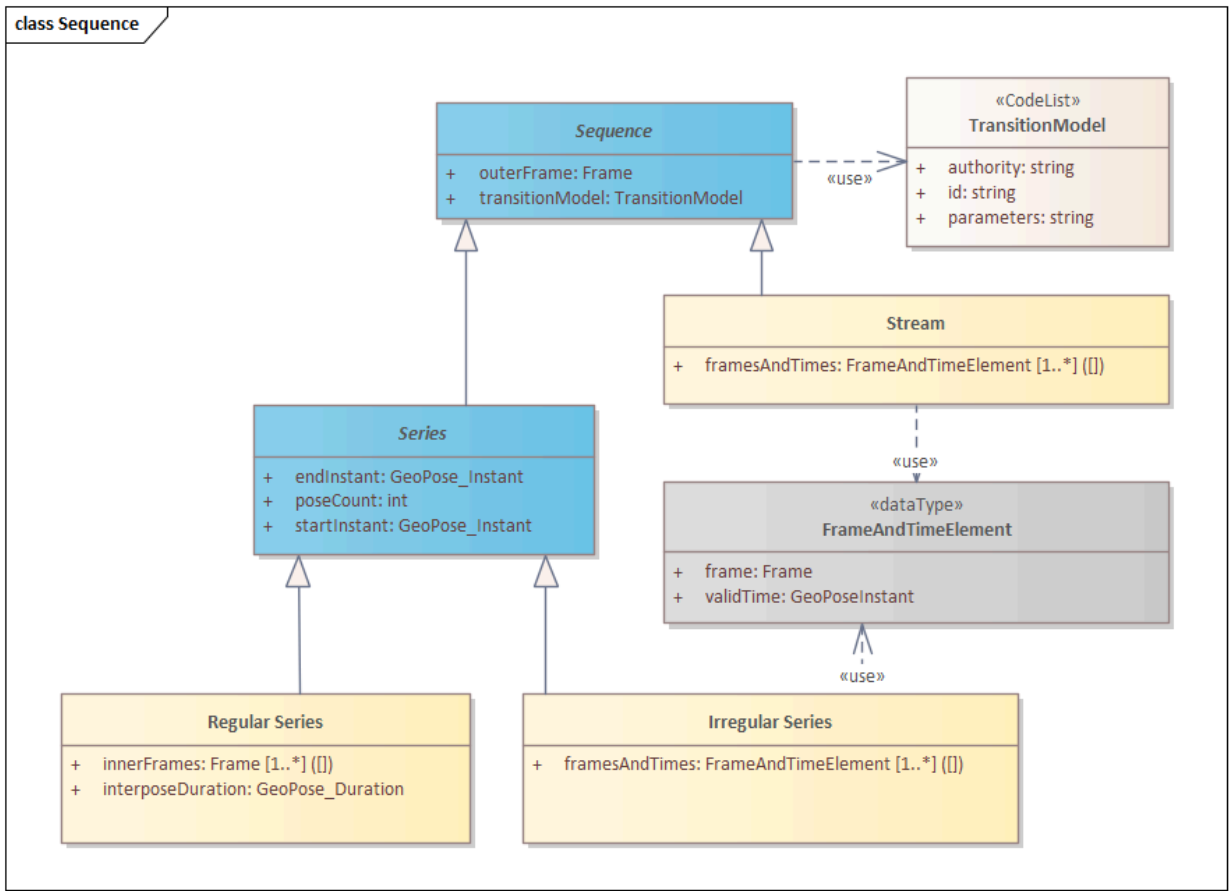 class Sequence
«CodeList»
TransitionModel
+ authority: string
+ id: string
+ parameters: string
Sequence
+ outerFrame: Frame
+ transitionModel: TransitionModel
«use»
Stream
+ framesAndTimes: FrameAndTimeElement [1..*] ([])
Series
+ endInstant: GeoPose_Instant
+ poseCount: int
+ startInstant: GeoPose_Instant
«use»
«dataType»
FrameAndTimeElement
+ frame: Frame
+ validTime: GeoPoseInstant
«use»
Regular Series
+ innerFrames: Frame [1..*] ([])
+ interposeDuration: GeoPose_Duration
Irregular Series
+ framesAndTimes: FrameAndTimeElement [1..*] ([])